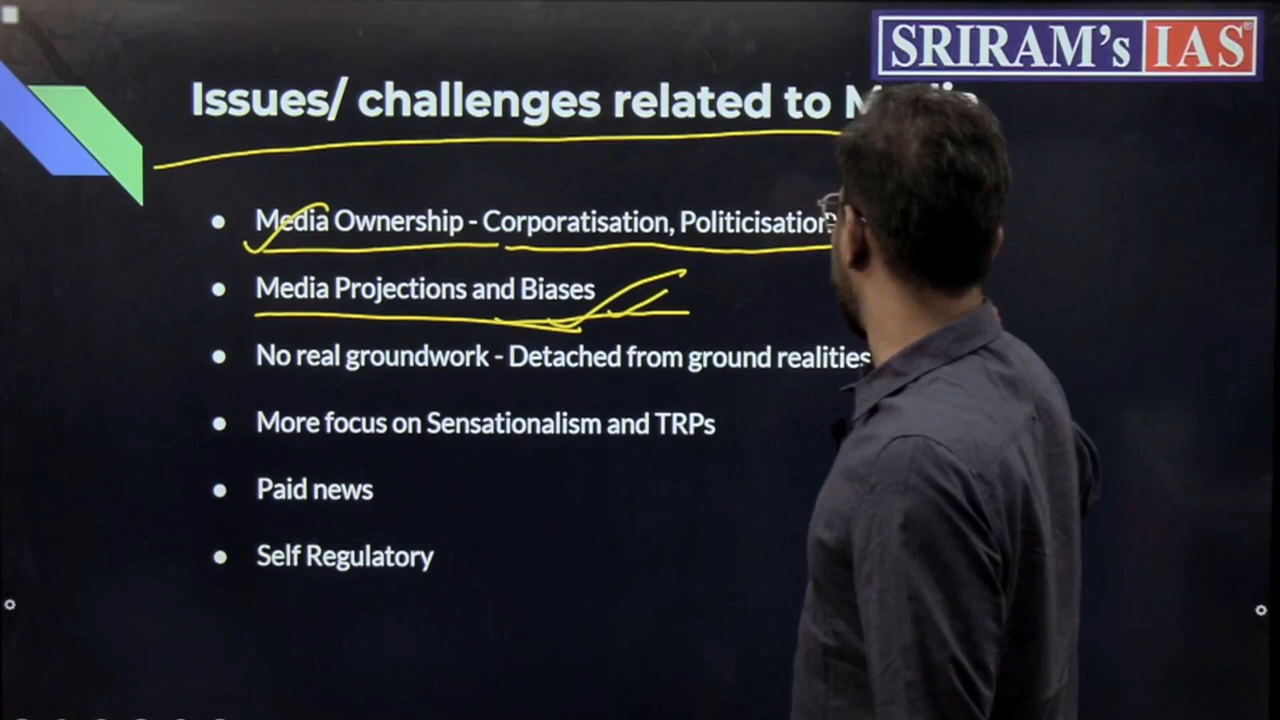 SRIRAM's IAS
Issues/ challenges related to
• Media Ownership - Corporatisation, Politicisation
• Media Projections and Biases
• No real groundwork - Detached from ground realities
• More focus on Sensationalism and TRPs
• Paid news
• Self Regulatory